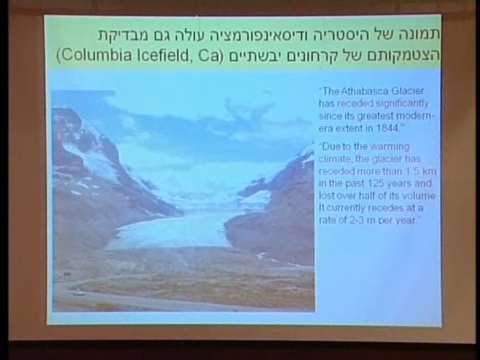 תמונה של היסטריה ודיסאינפורמציה עולה גם מבדיקת
הצטמקותם של קרחונים יבשתיים (Columbia Icefield, Ca)
"The Athabasca Glacier
has receded significantly
since its greatest modern-
era extent in 1844."
"Due to the warming
climate, the glacier has
receded more than 1.5 km
in the past 125 years and
lost over half of its volume.
It currently recedes at a
rate of 2-3 m per year."